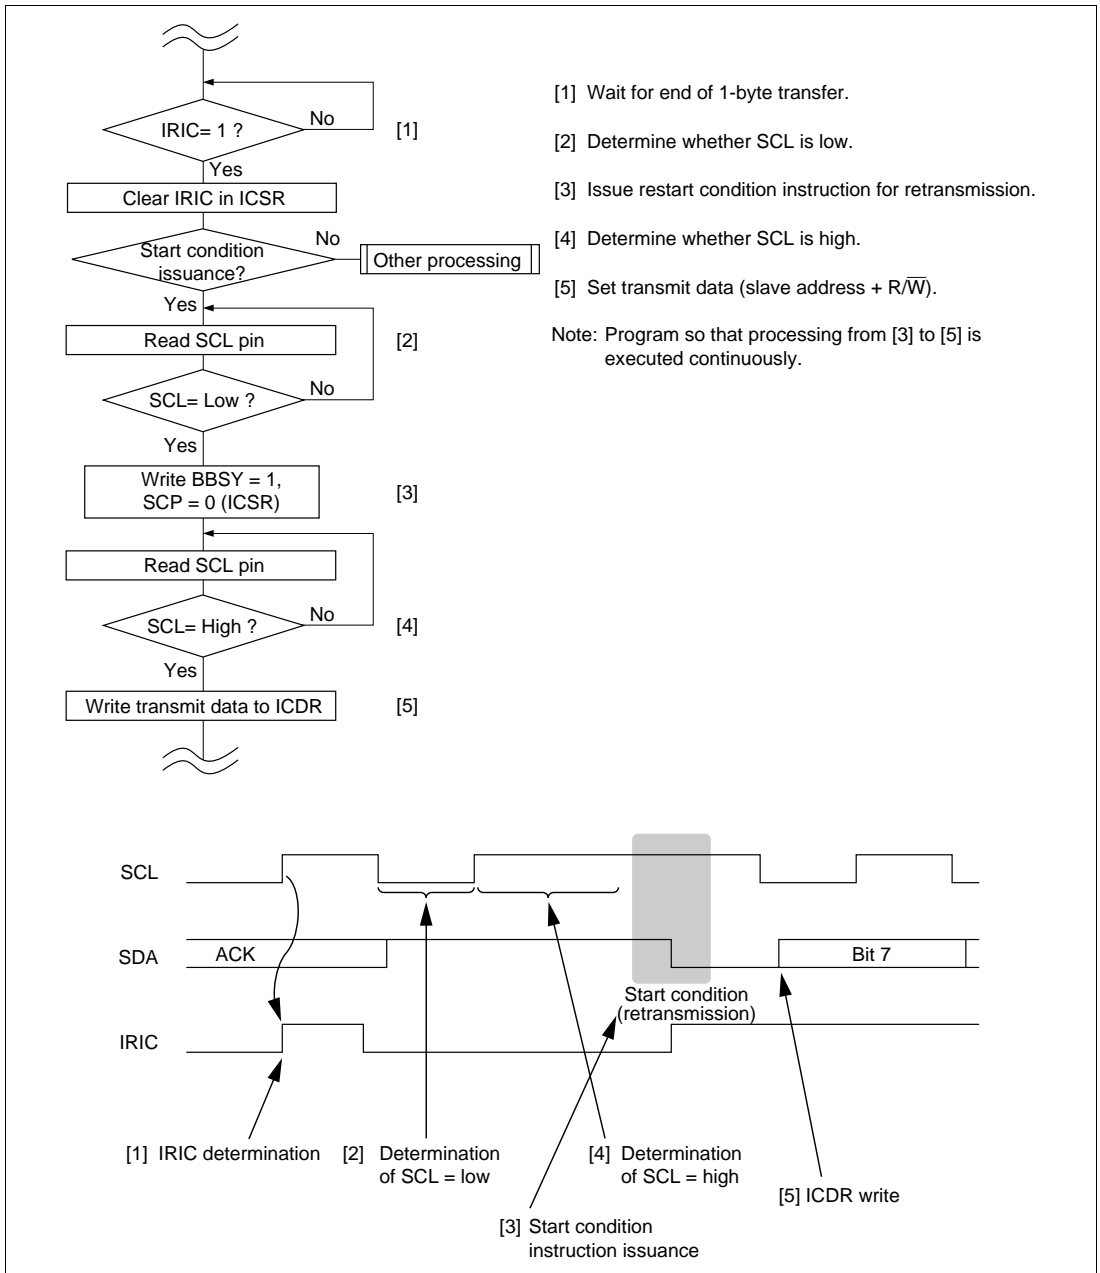 IRIC= 1 ?
No
[1]
Yes
Clear IRIC in ICSR
Start condition
issuance?
No
Other processing
Yes
Read SCL pin
[2]
SCL= Low ?
No
Yes
Write BBSY = 1,
SCP = 0 (ICSR)
[3]
Read SCL pin
SCL= High ?
No
[4]
Yes
Write transmit data to ICDR
[5]
[1] Wait for end of 1-byte transfer.
[2] Determine whether SCL is low.
[3] Issue restart condition instruction for retransmission.
[4] Determine whether SCL is high.
[5] Set transmit data (slave address + R/W̅).
Note: Program so that processing from [3] to [5] is
executed continuously.
SCL
SDA
ACK
Bit 7
Start condition
(retransmission)
IRIC
[1] IRIC determination
[2] Determination
of SCL = low
[4] Determination
of SCL = high
[5] ICDR write
[3] Start condition
instruction issuance